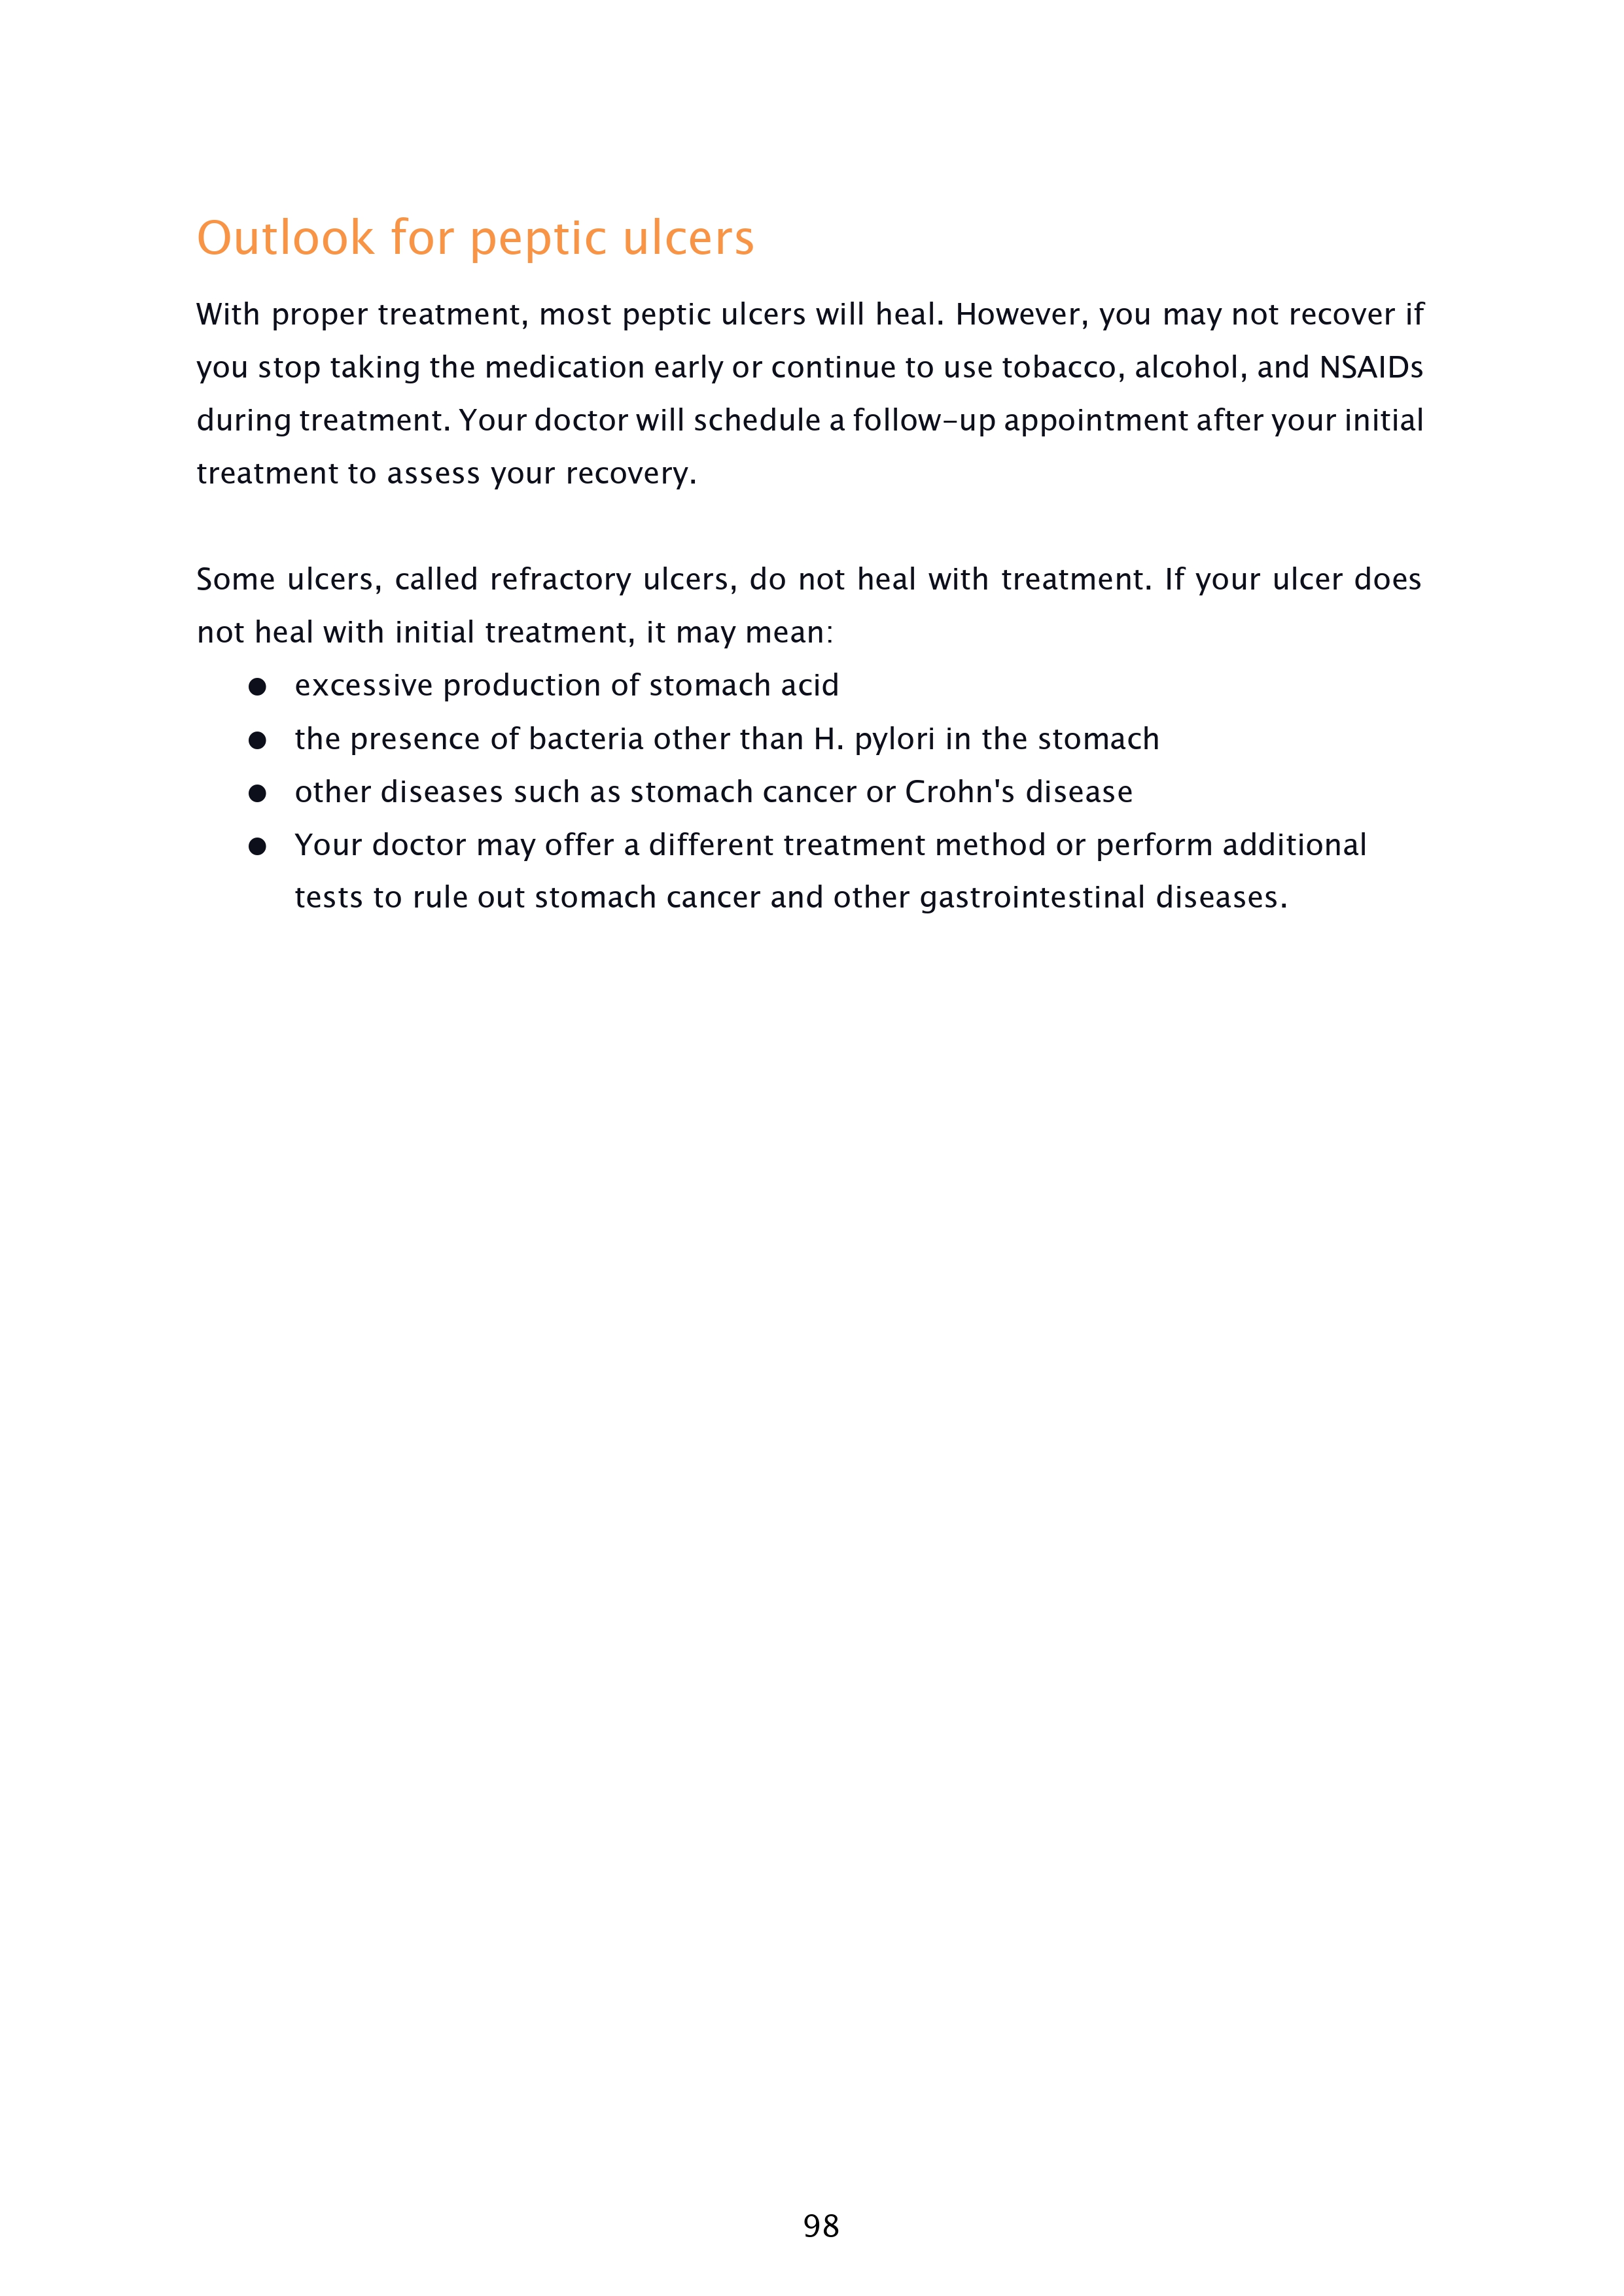 Outlook for peptic ulcers
With proper treatment, most peptic ulcers will heal. However, you may not recover if
you stop taking the medication early or continue to use tobacco, alcohol, and NSAIDs
during treatment. Your doctor will schedule a follow-up appointment after your initial
treatment to assess your recovery.
Some ulcers, called refractory ulcers, do not heal with treatment. If your ulcer does
not heal with initial treatment, it may mean:
● excessive production of stomach acid
● the presence of bacteria other than H. pylori in the stomach
● other diseases such as stomach cancer or Crohn's disease
● Your doctor may offer a different treatment method or perform additional
tests to rule out stomach cancer and other gastrointestinal diseases.
98